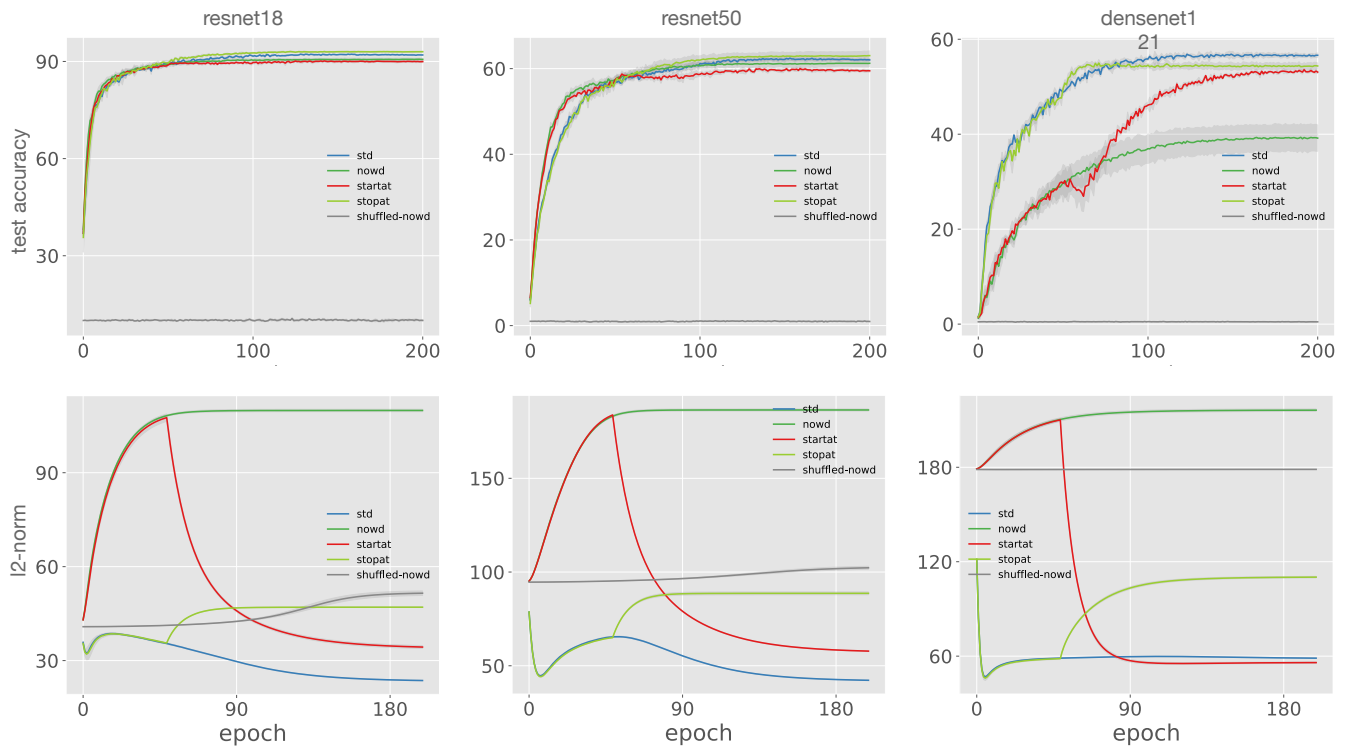 resnet18
resnet50
densenet1
21
test accuracy
90
60
30
0
100
200
std
nowd
startat
stopat
shuffled-nowd
60
40
20
0
0
100
200
std
nowd
startat
stopat
shuffled-nowd
60
40
20
0
0
100
200
std
nowd
startat
stopat
shuffled-nowd
l2-norm
90
60
30
0
90
180
epoch
std
nowd
startat
stopat
shuffled-nowd
150
100
50
0
90
180
epoch
std
nowd
startat
stopat
shuffled-nowd
180
120
60
0
90
180
epoch
std
nowd
startat
stopat
shuffled-nowd